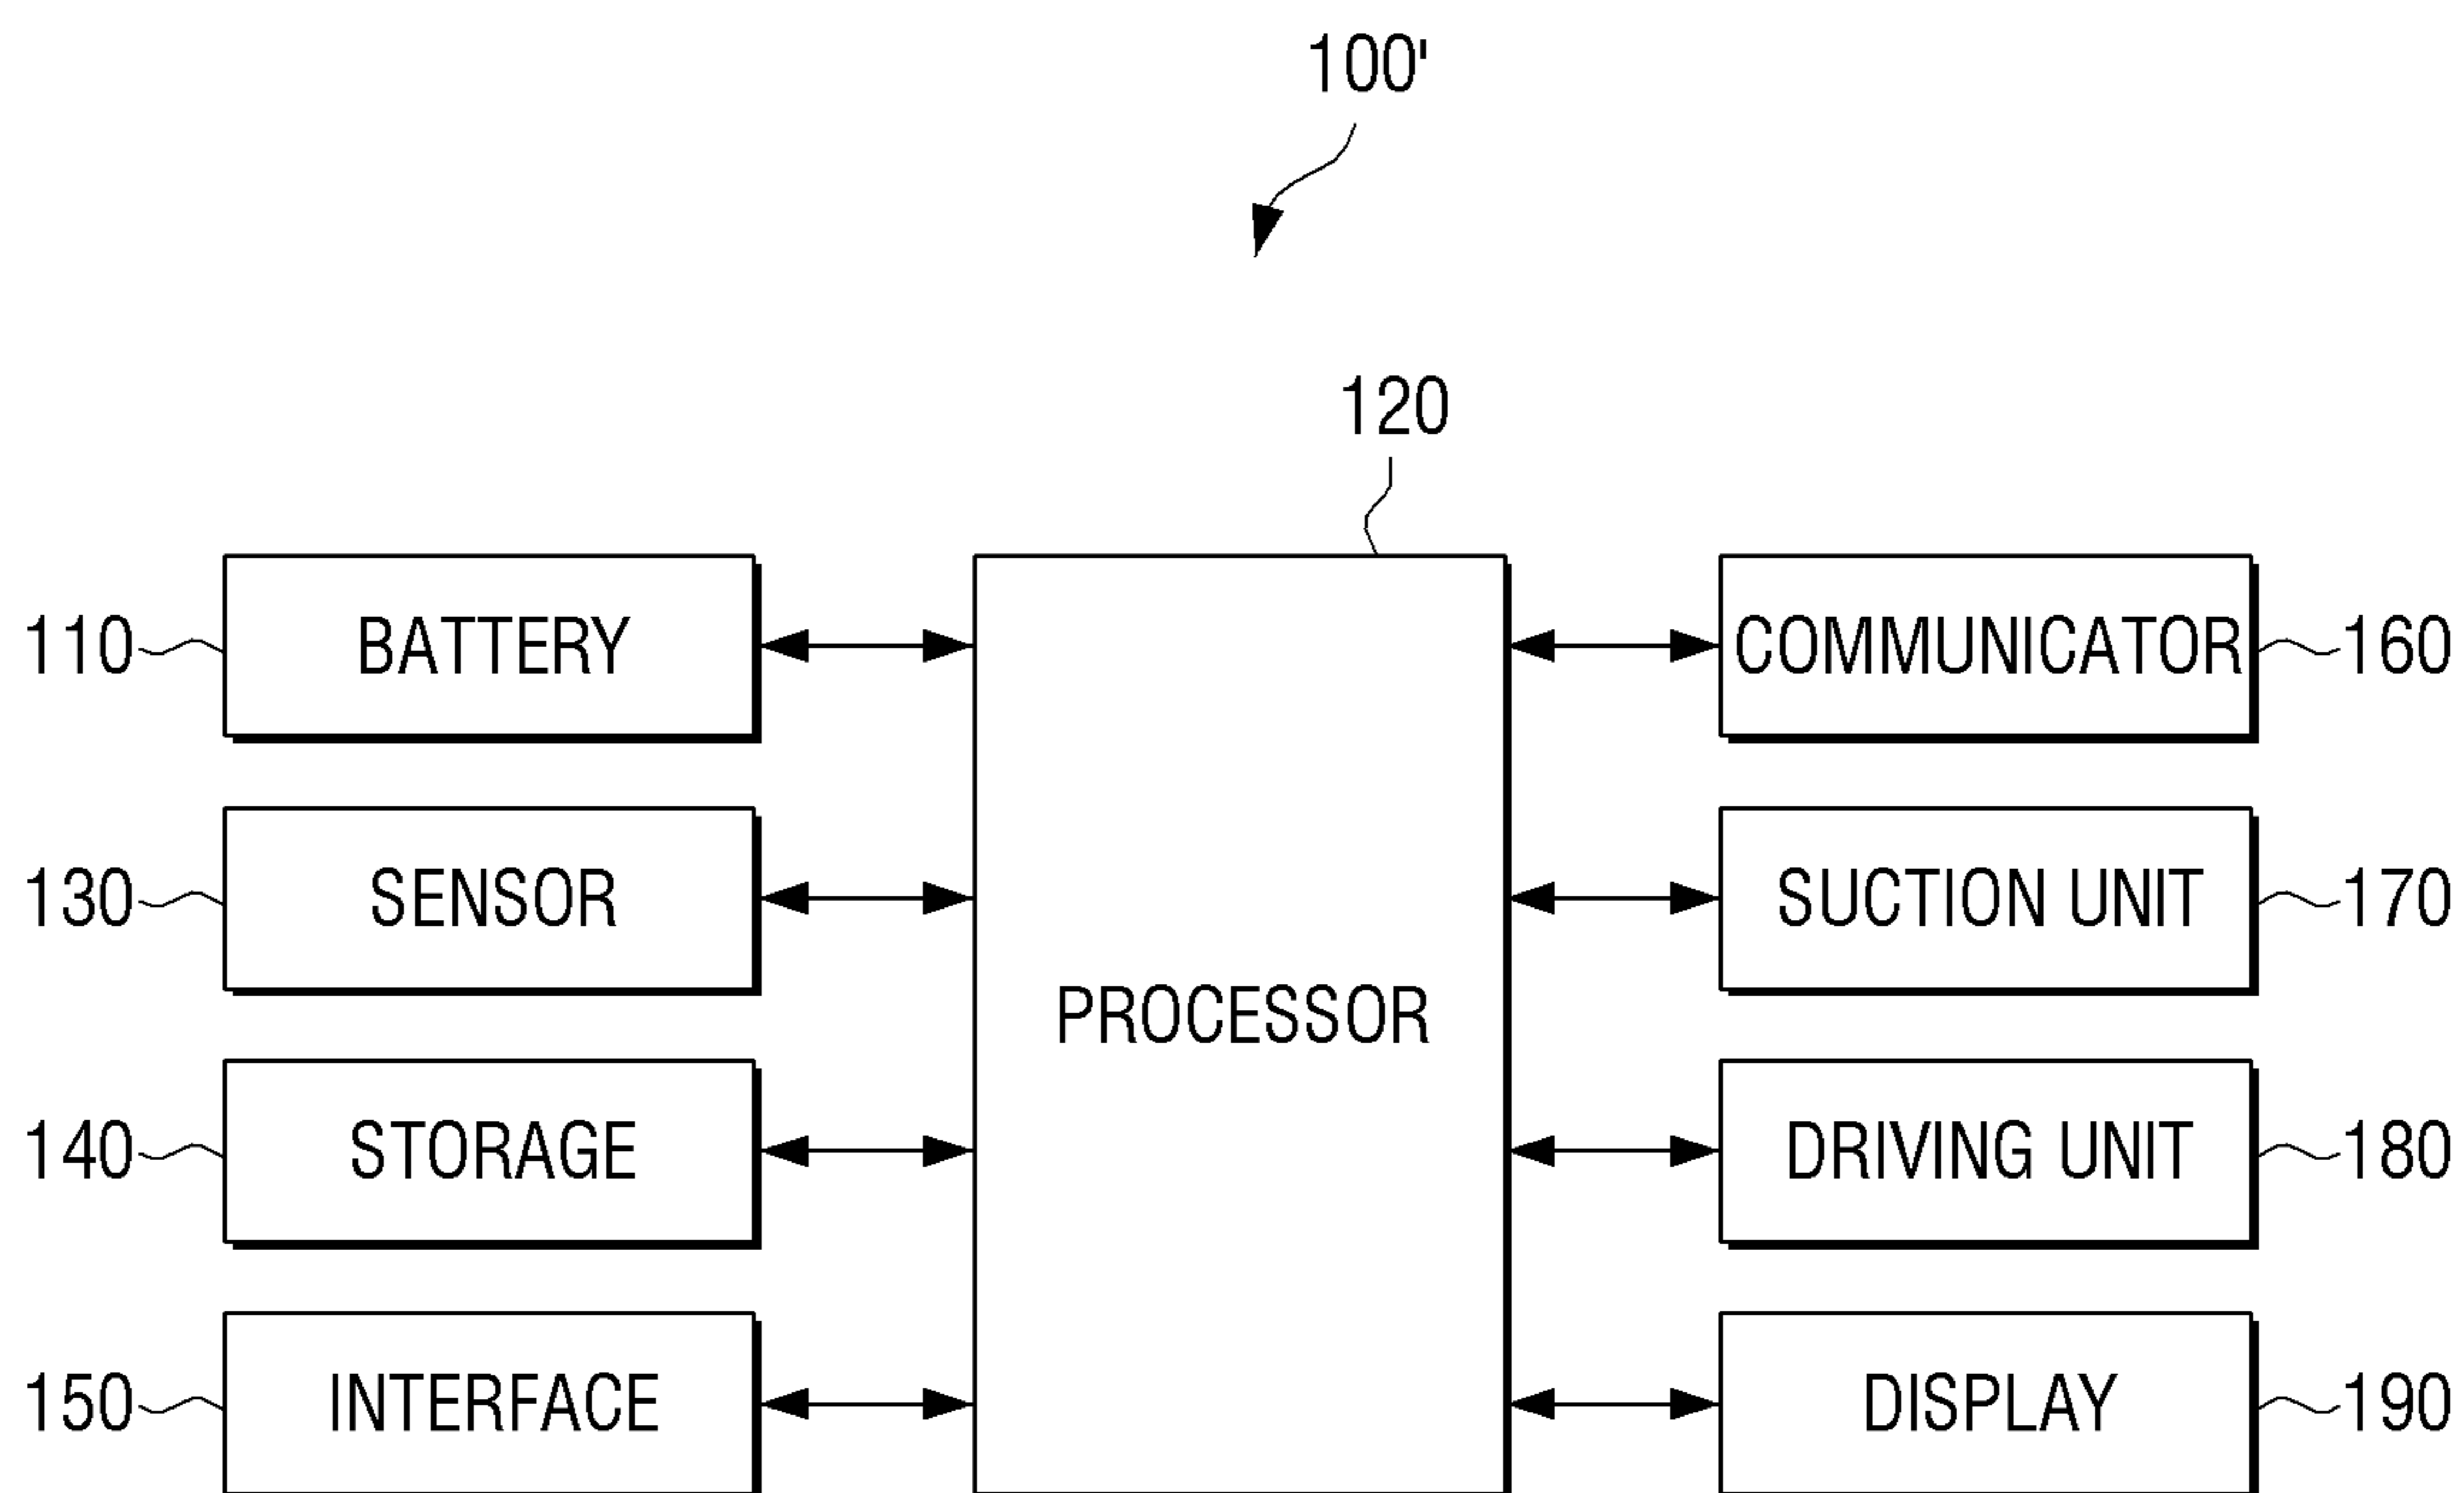 100'
120
110 BATTERY COMMUNICATOR 160
130 SENSOR SUCTION UNIT 170
PROCESSOR
140 STORAGE DRIVING UNIT 180
150 INTERFACE DISPLAY 190